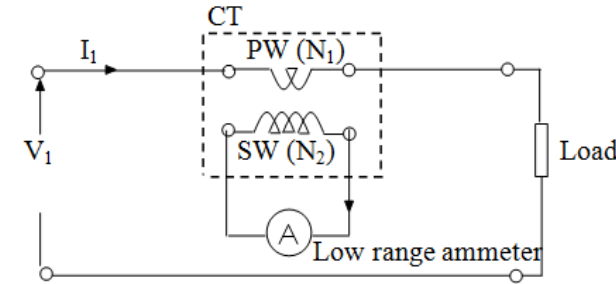 CT
I₁
PW (N₁)
V₁
SW (N₂)
Load
A
Low range ammeter